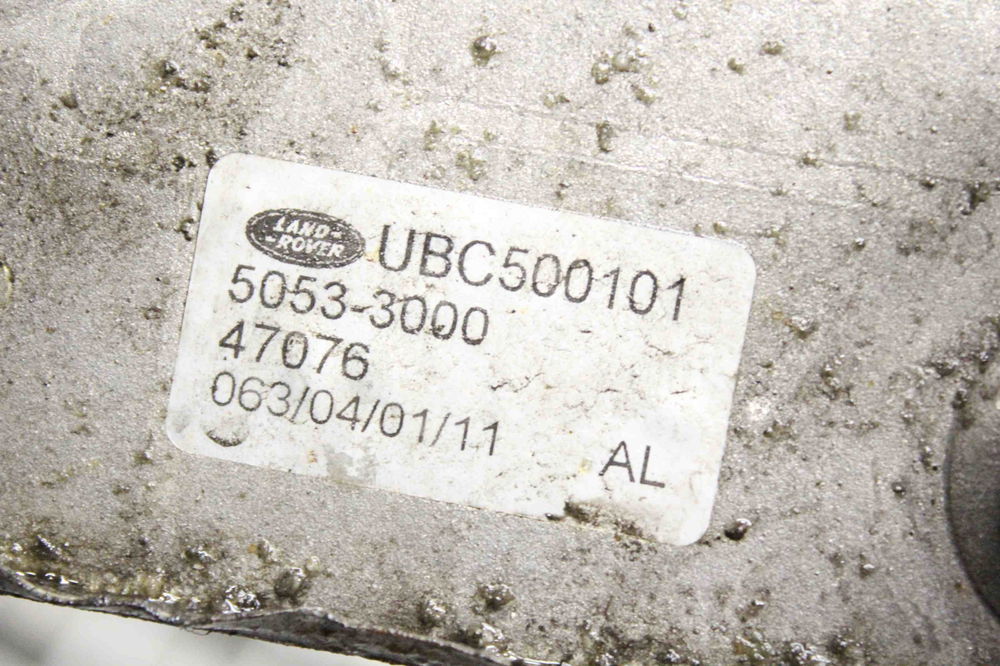 LAND-
-ROVER
UBC500101
5053-3000
47076
063/04/01/11
AL